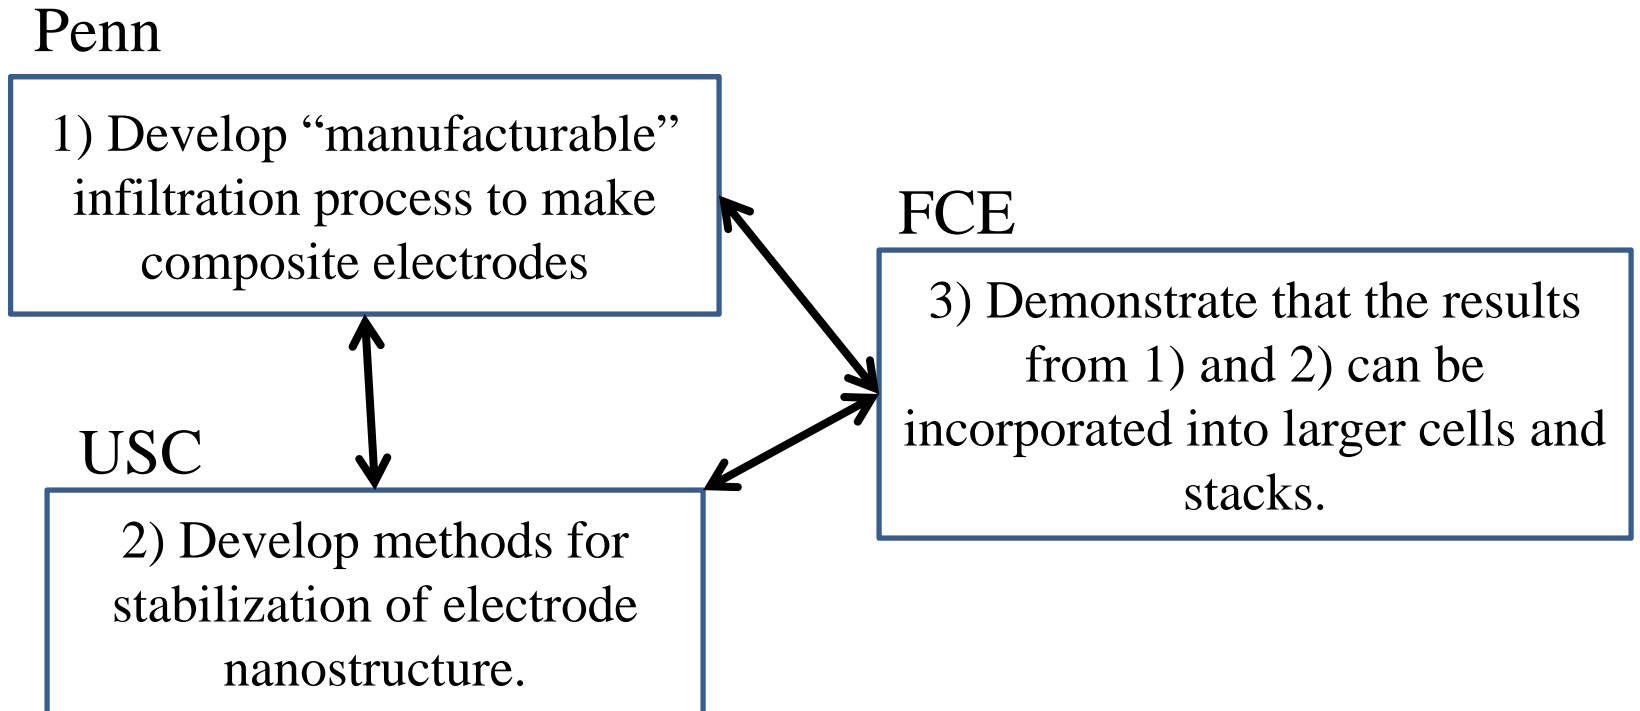 Penn
1) Develop “manufacturable”
infiltration process to make
composite electrodes
FCE
3) Demonstrate that the results
from 1) and 2) can be
incorporated into larger cells and
stacks.
USC
2) Develop methods for
stabilization of electrode
nanostructure.